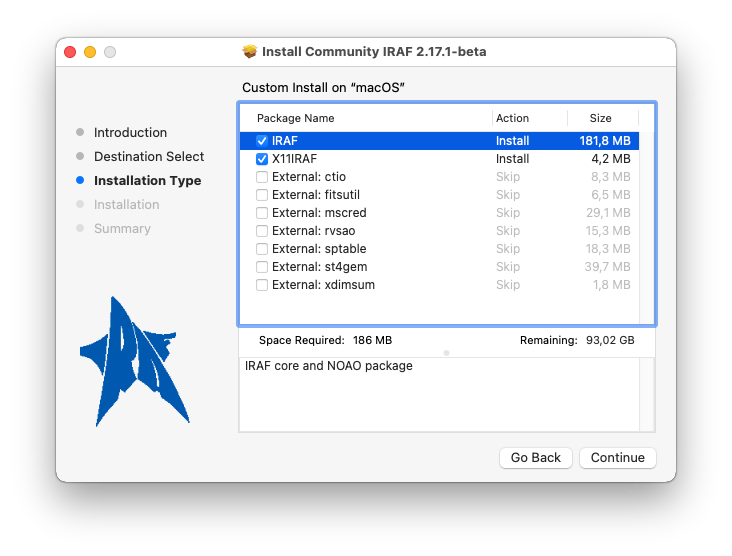 Install Community IRAF 2.17.1-beta
Custom Install on “macOS”
Introduction
Destination Select
Installation Type
Installation
Summary
Package Name Action Size
IRAF Install 181,8 MB
X11IRAF Install 4,2 MB
External: ctio Skip 8,3 MB
External: fitsutil Skip 6,5 MB
External: mscred Skip 29,1 MB
External: rvsao Skip 15,3 MB
External: sptable Skip 18,3 MB
External: st4gem Skip 39,7 MB
External: xdimsum Skip 1,8 MB
Space Required: 186 MB Remaining: 93,02 GB
IRAF core and NOAO package
Go Back Continue